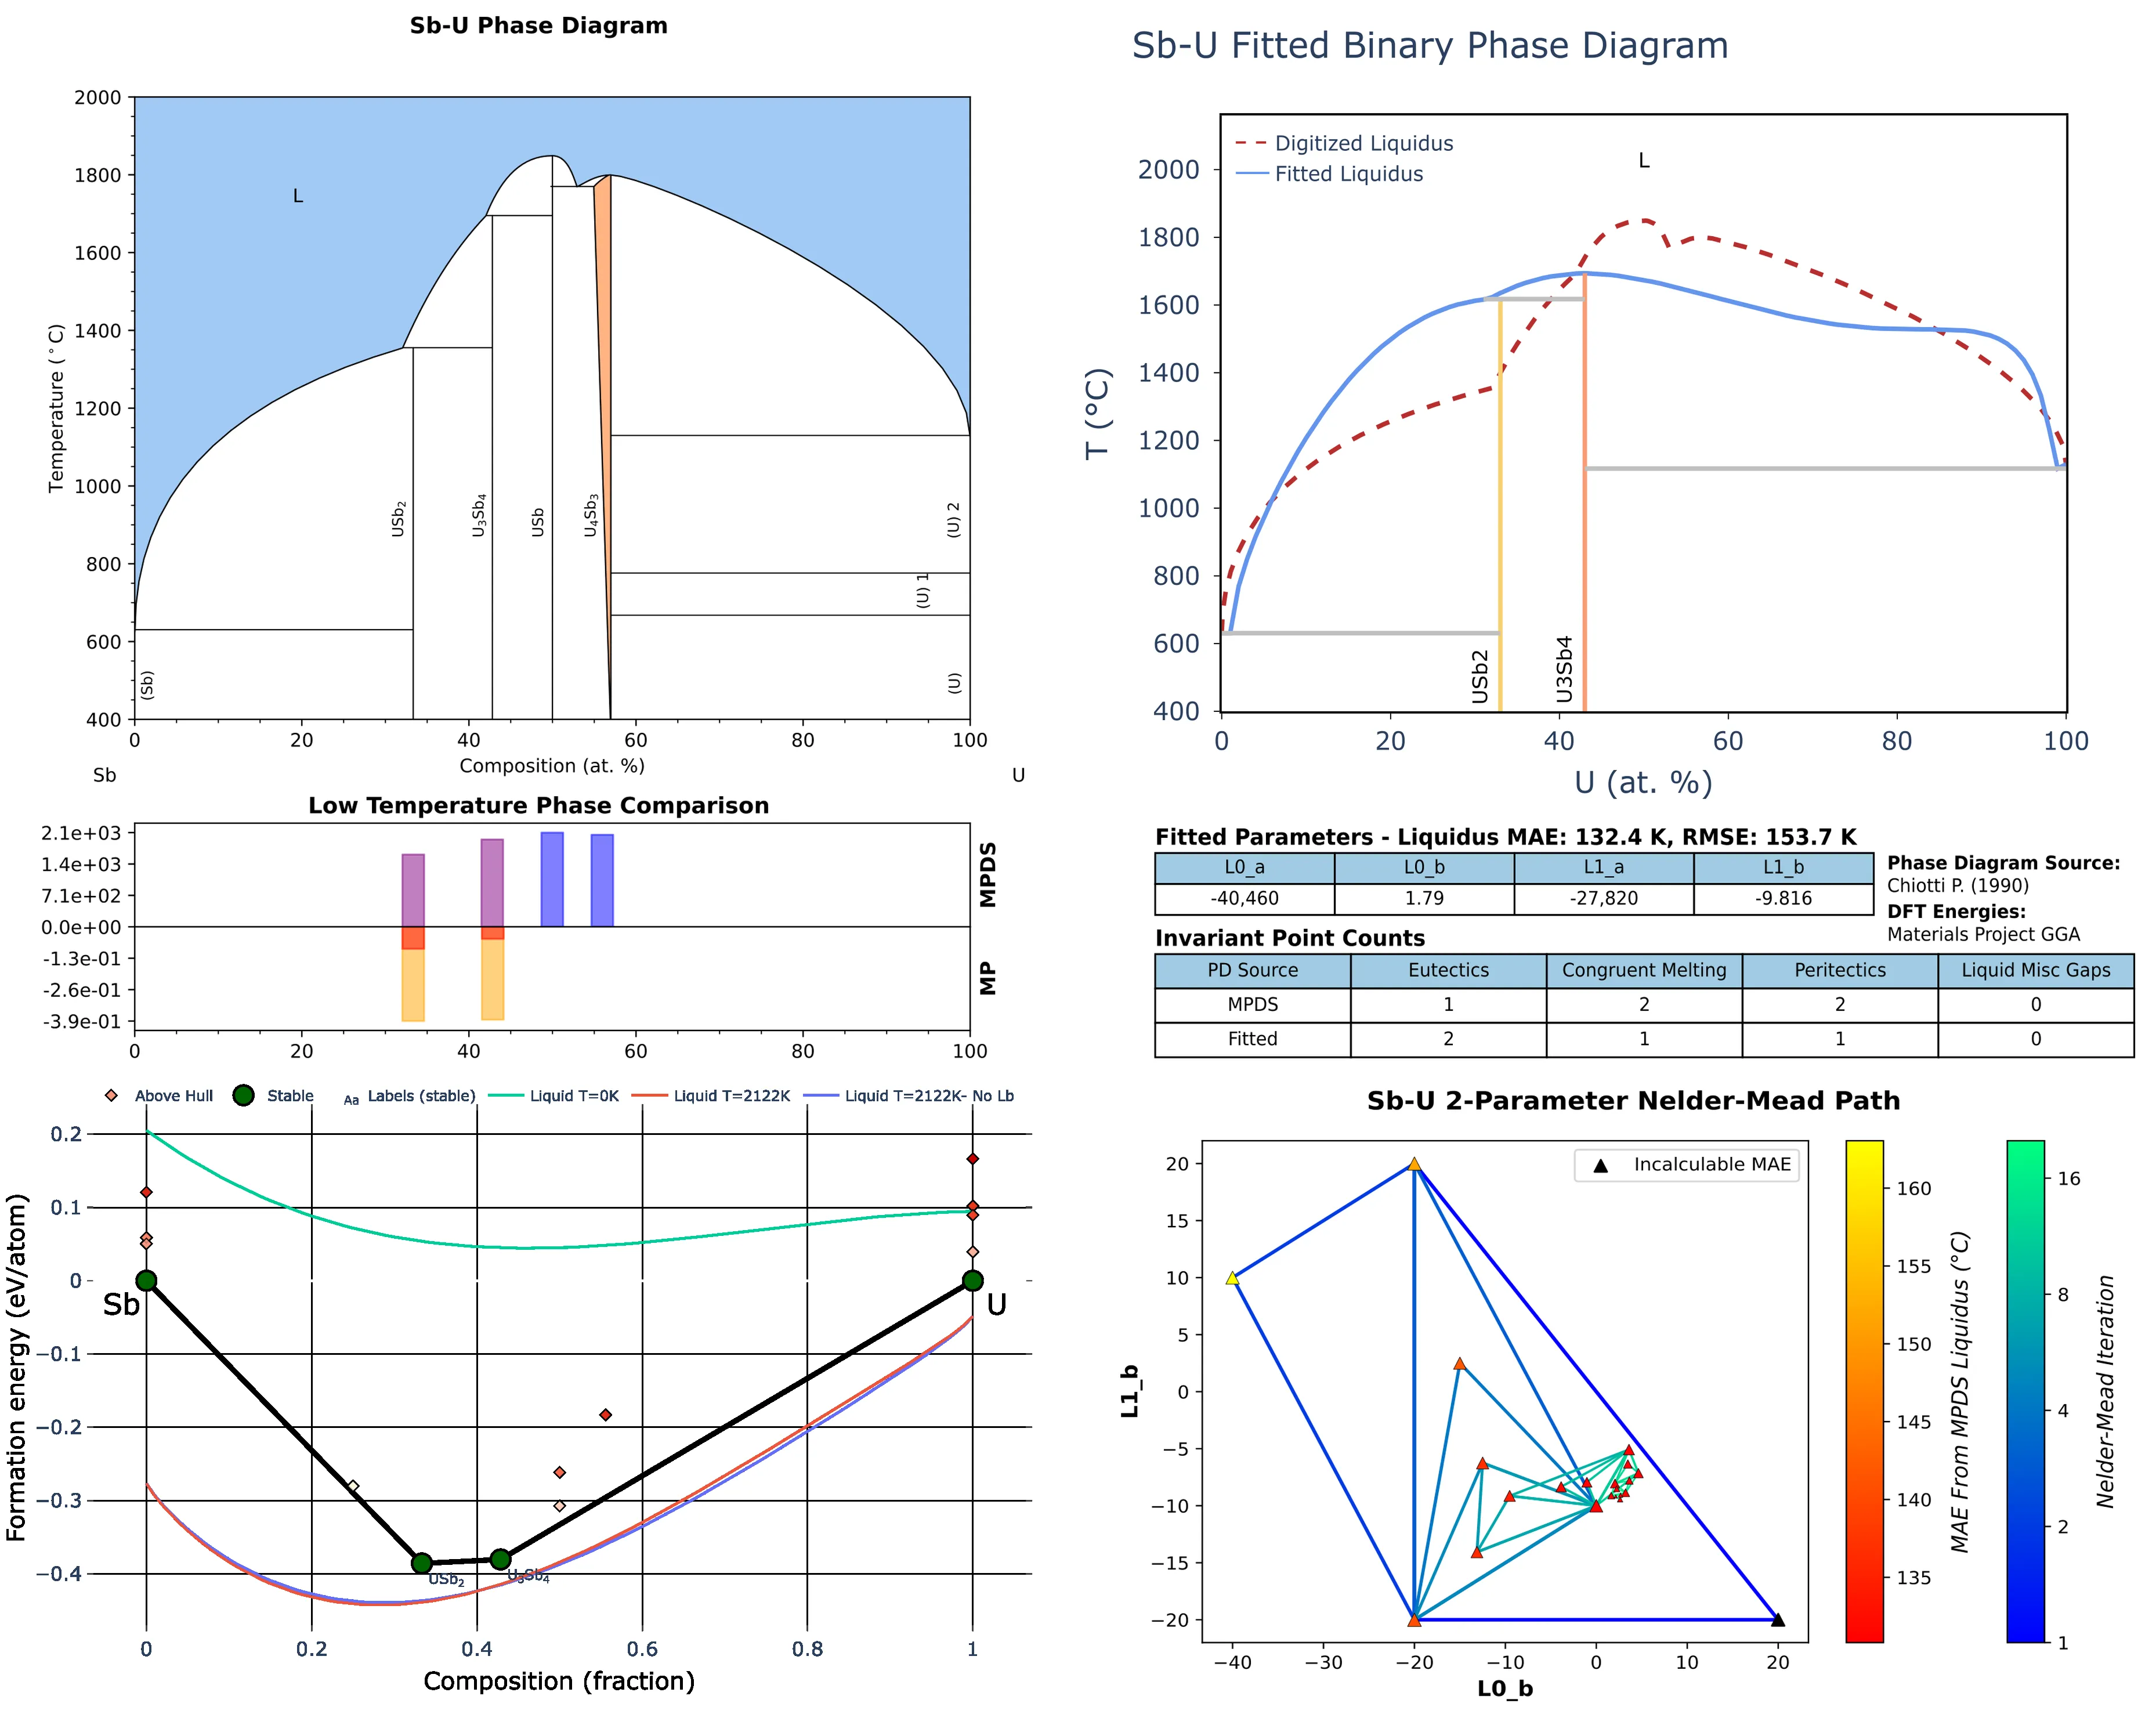 Sb-U Phase Diagram
2000
1800
1600
1400
1200
1000
800
600
400
Temperature (°C)
L
USb2
U3Sb4
USb
U4Sb3
(U) 2
(U) 1
(U)
(Sb)
0 20 40 60 80 100
Composition (at. %)
Sb U
Low Temperature Phase Comparison
2.1e+03
1.4e+03
7.1e+02
0.0e+00
-1.3e-01
-2.6e-01
-3.9e-01
MPDS
MP
0 20 40 60 80 100
Above Hull Stable Aa Labels (stable) Liquid T=0K Liquid T=2122K Liquid T=2122K- No Lb
0.2
0.1
0
−0.1
−0.2
−0.3
−0.4
Formation energy (eV/atom)
Sb
U
USb2
U3Sb4
0 0.2 0.4 0.6 0.8 1
Composition (fraction)
Sb-U Fitted Binary Phase Diagram
Digitized Liquidus
Fitted Liquidus
L
2000
1800
1600
1400
1200
1000
800
600
400
T (°C)
USb2
U3Sb4
0 20 40 60 80 100
U (at. %)
Fitted Parameters - Liquidus MAE: 132.4 K, RMSE: 153.7 K
L0_a L0_b L1_a L1_b
-40,460 1.79 -27,820 -9.816
Phase Diagram Source:
Chiotti P. (1990)
DFT Energies:
Materials Project GGA
Invariant Point Counts
PD Source Eutectics Congruent Melting Peritectics Liquid Misc Gaps
MPDS 1 2 2 0
Fitted 2 1 1 0
Sb-U 2-Parameter Nelder-Mead Path
Incalculable MAE
20
15
10
5
0
−5
−10
−15
−20
L1_b
−40 −30 −20 −10 0 10 20
L0_b
160
155
150
145
140
135
MAE From MPDS Liquidus (°C)
16
8
4
2
1
Nelder-Mead Iteration